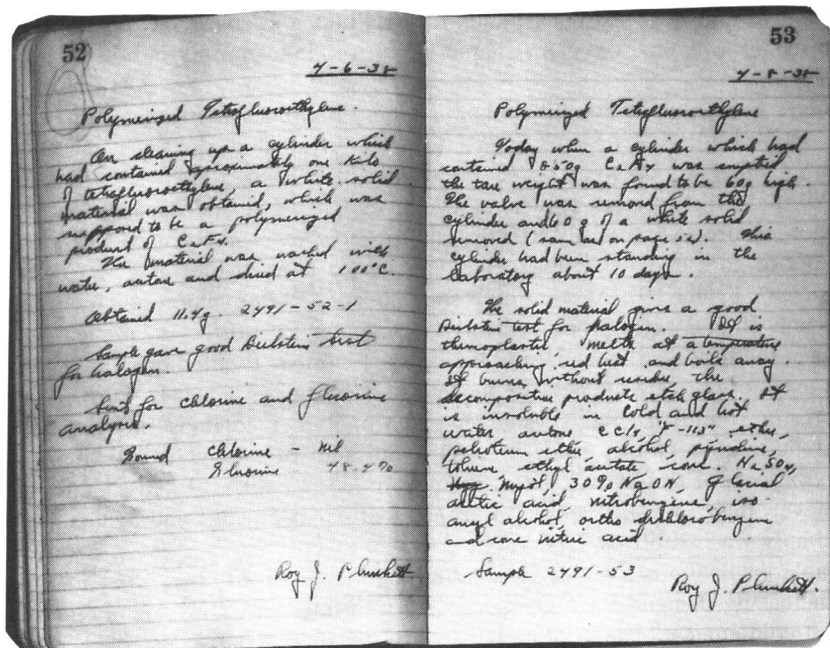 52
4-6-38
Polymerized Tetrafluoroethylene.
On cleaning up a cylinder which
had contained approximately one kilo
of tetrafluoroethylene, a white solid
material was obtained, which was
supposed to be a polymerized
product of C2F4.
The material was washed with
water, acetone and dried at 100°C.
Obtained 11.4g. 2491-52-1
Sample gave good Beilstein test
for halogen.
Sent for chlorine and fluorine
analysis.
Found chlorine - nil
Fluorine 48.4%
Roy J. Plunkett
53
4-8-38
Polymerized Tetrafluoroethylene
Today when a cylinder which had
contained 850g C2F4 was emptied
the tare weight was found to be 60g high.
The valve was removed from the
cylinder and 60g of a white solid
removed (same as on page 52). This
cylinder had been standing in the
laboratory about 10 days.
The solid material gives a good
Beilstein test for halogen. It is
thermoplastic, melts at a temperature
approaching red heat and boils away.
It burns without residue, the
decomposition products etch glass. It
is insoluble in cold and hot
water acetone CCl4, "F-113" ether,
petroleum ether alcohol, pyridine,
toluene ethyl acetate conc. H2SO4,
30% NaOH, glacial
acetic acid nitrobenzene, iso
amyl alcohol, ortho dichlorobenzene
and conc nitric acid.
Sample 2491-53
Roy J. Plunkett.